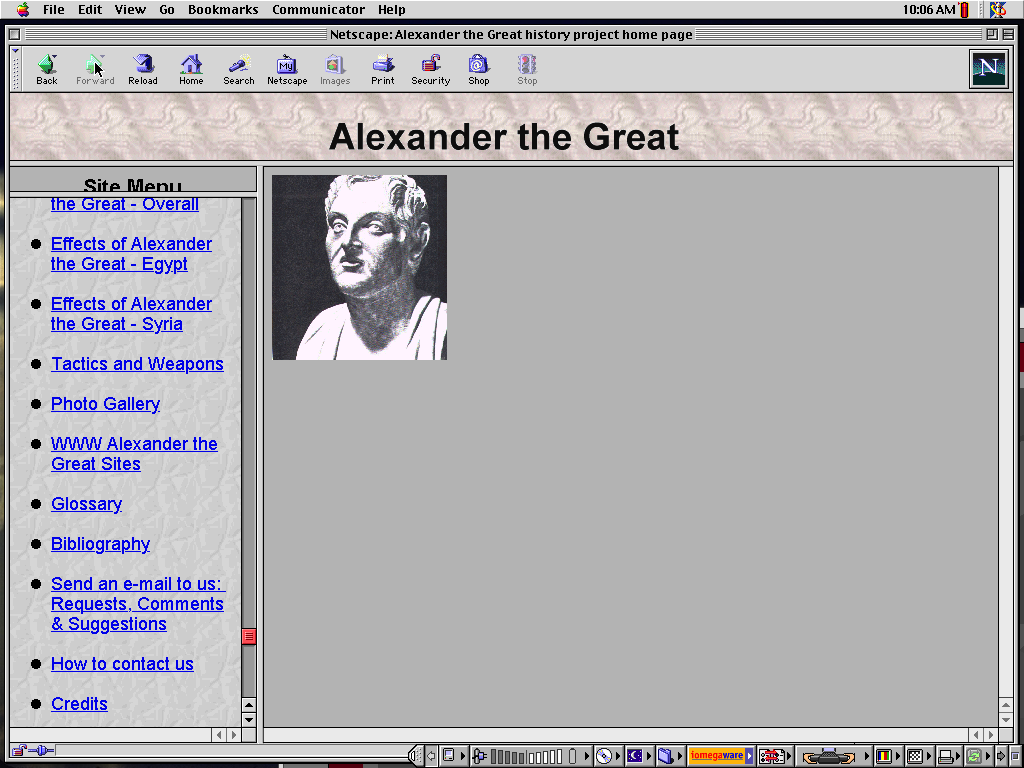 File Edit View Go Bookmarks Communicator Help 10:06 AM
Netscape: Alexander the Great history project home page
Back Forward Reload Home Search Netscape Images Print Security Shop Stop
My
N
Alexander the Great
Site Menu
the Great - Overall
Effects of Alexander
the Great - Egypt
Effects of Alexander
the Great - Syria
Tactics and Weapons
Photo Gallery
WWW Alexander the
Great Sites
Glossary
Bibliography
Send an e-mail to us:
Requests, Comments
& Suggestions
How to contact us
Credits
iomegaware